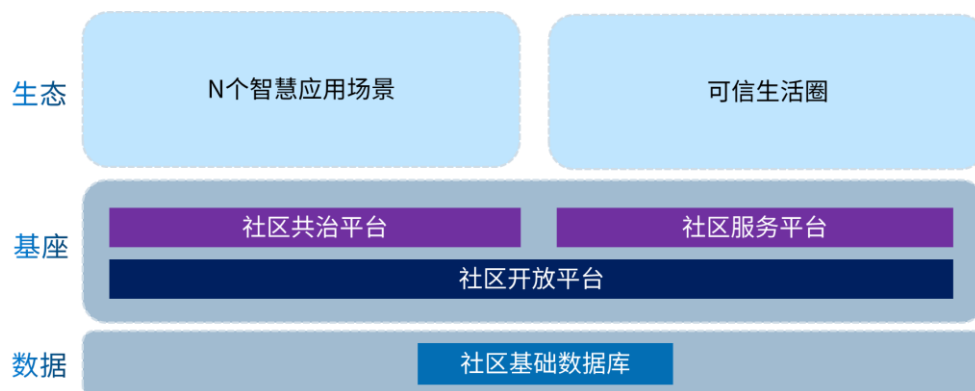 生态
N个智慧应用场景
可信生活圈
基座
社区共治平台
社区服务平台
社区开放平台
数据
社区基础数据库